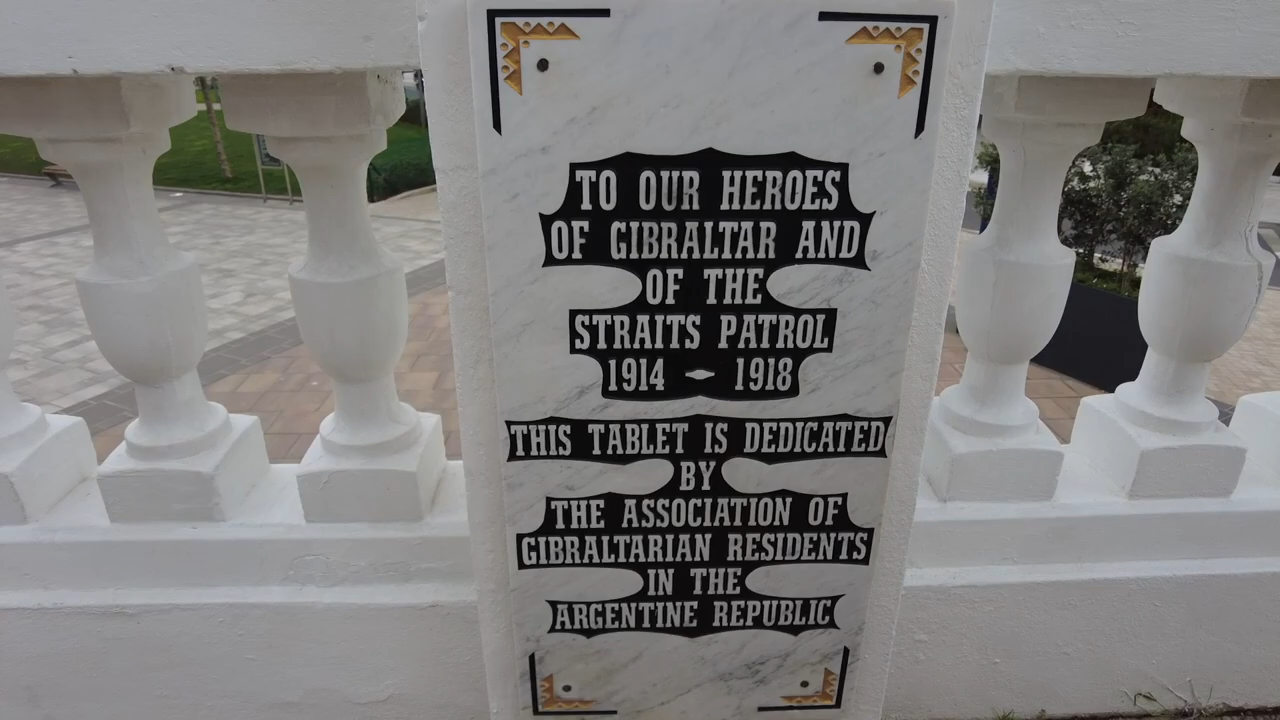 TO OUR HEROES
OF GIBRALTAR AND
OF THE
STRAITS PATROL
1914 - 1918
THIS TABLET IS DEDICATED
BY
THE ASSOCIATION OF
GIBRALTARIAN RESIDENTS
IN THE
ARGENTINE REPUBLIC